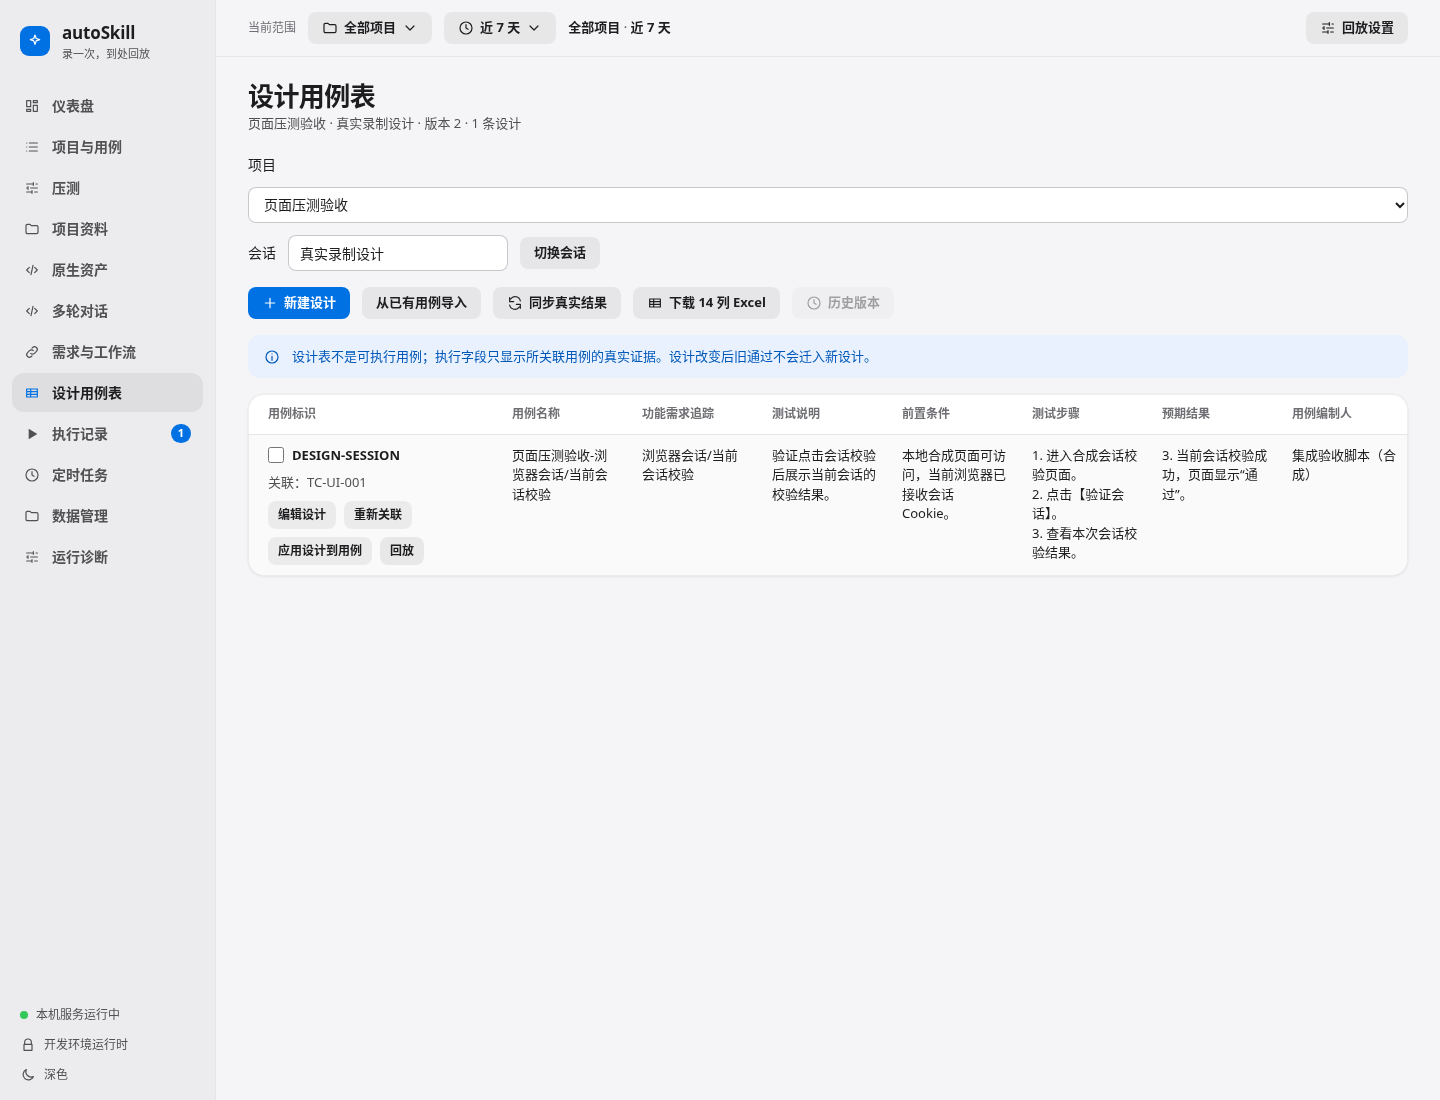 autoSkill
录一次，到处回放
仪表盘
项目与用例
压测
项目资料
原生资产
多轮对话
需求与工作流
设计用例表
执行记录 1
定时任务
数据管理
运行诊断
本机服务运行中
开发环境运行时
深色
当前范围 全部项目 近 7 天 全部项目 · 近 7 天 回放设置
设计用例表
页面压测验收 · 真实录制设计 · 版本 2 · 1 条设计
项目
页面压测验收
会话 真实录制设计 切换会话
新建设计 从已有用例导入 同步真实结果 下载 14 列 Excel 历史版本
设计表不是可执行用例；执行字段只显示所关联用例的真实证据。设计改变后旧通过不会迁入新设计。
用例标识 用例名称 功能需求追踪 测试说明 前置条件 测试步骤 预期结果 用例编制人
DESIGN-SESSION
关联：TC-UI-001
编辑设计 重新关联
应用设计到用例 回放
页面压测验收-浏
览器会话/当前会
话校验
浏览器会话/当前
会话校验
验证点击会话校验
后展示当前会话的
校验结果。
本地合成页面可访
问，当前浏览器已
接收会话
Cookie。
1. 进入合成会话校
验页面。
2. 点击【验证会
话】。
3. 查看本次会话校
验结果。
3. 当前会话校验成
功，页面显示“通
过”。
集成验收脚本（合
成）